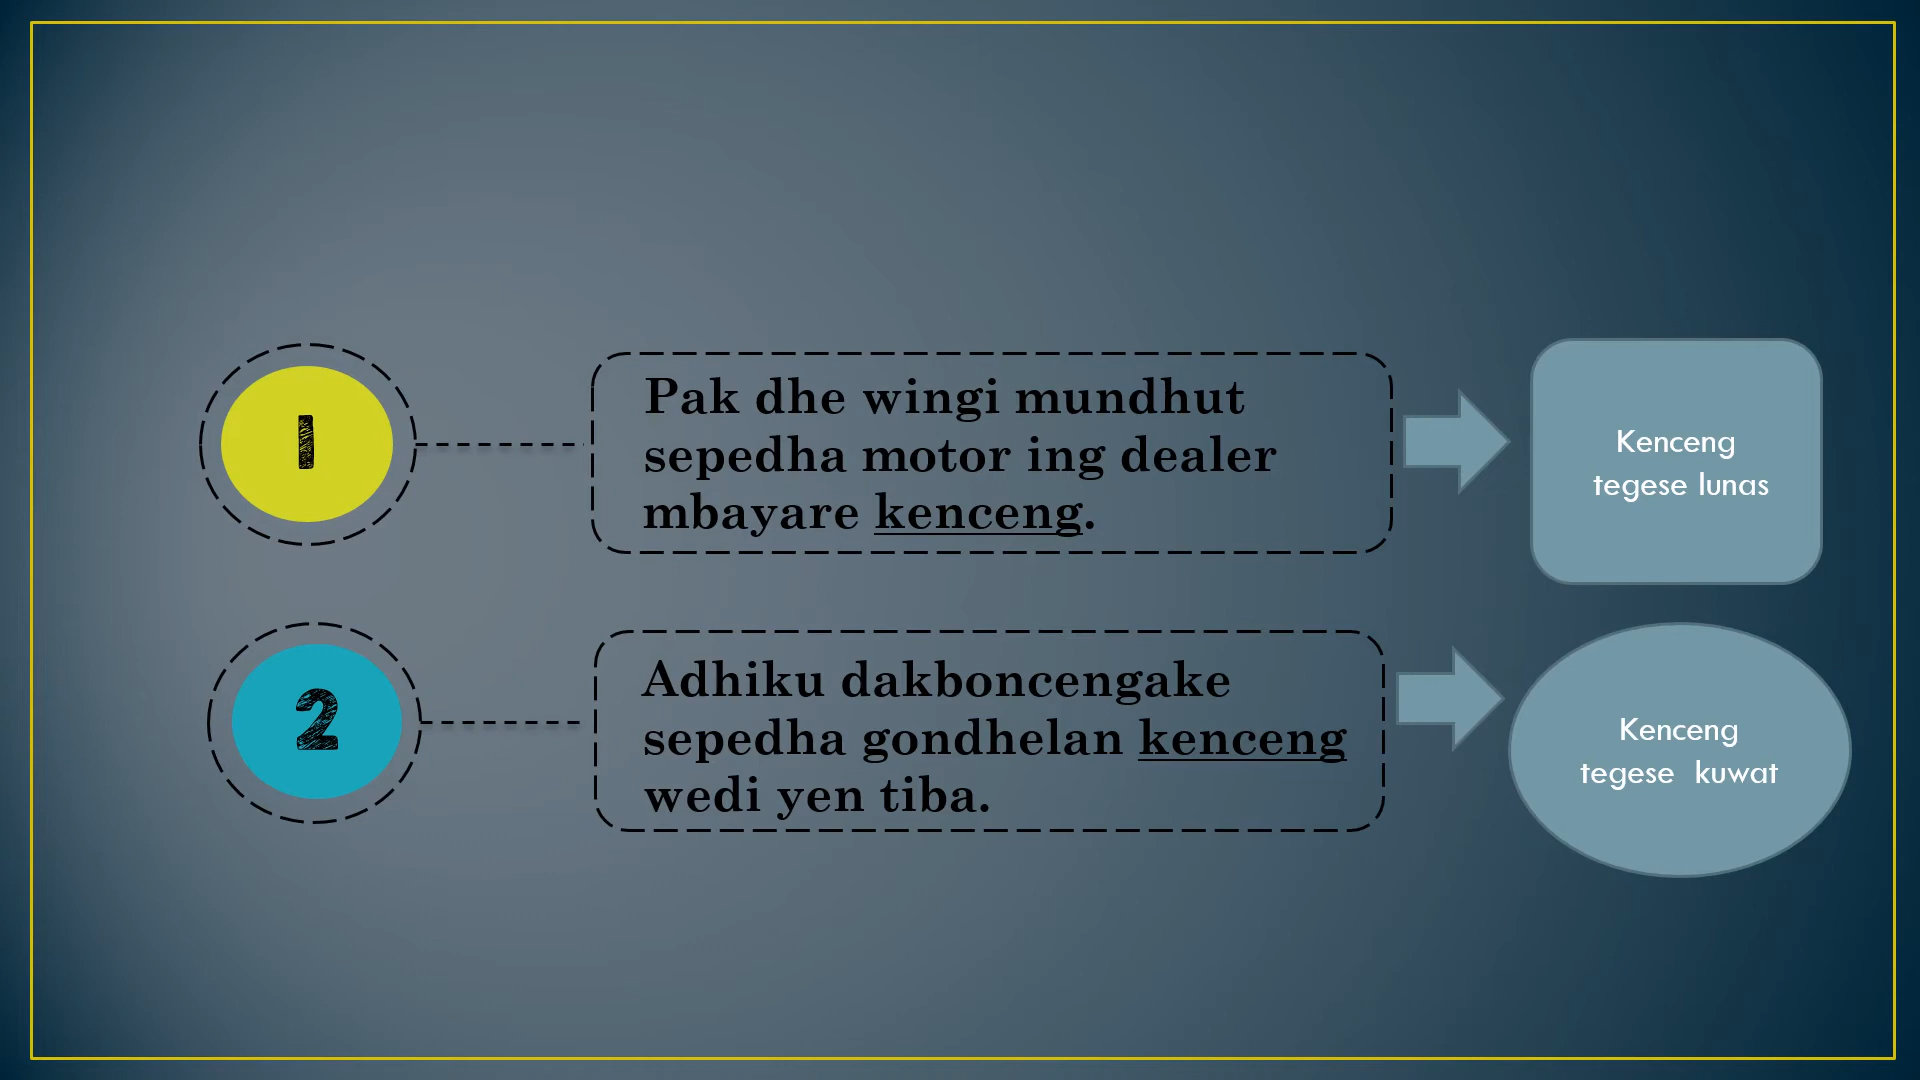 1
Pak dhe wingi mundhut
sepedha motor ing dealer
mbayare kenceng.
Kenceng
tegese lunas
2
Adhiku dakboncengake
sepedha gondhelan kenceng
wedi yen tiba.
Kenceng
tegese kuwat